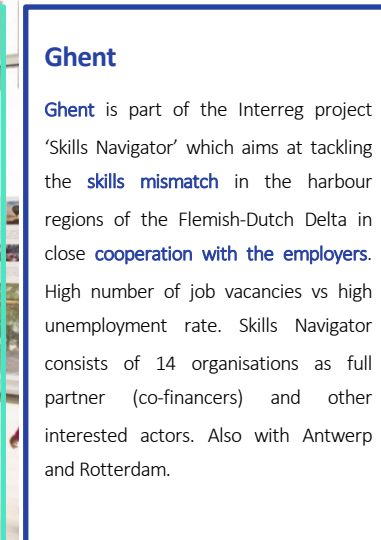 Ghent
Ghent is part of the Interreg project
‘Skills Navigator’ which aims at tackling
the skills mismatch in the harbour
regions of the Flemish-Dutch Delta in
close cooperation with the employers.
High number of job vacancies vs high
unemployment rate. Skills Navigator
consists of 14 organisations as full
partner (co-financers) and other
interested actors. Also with Antwerp
and Rotterdam.